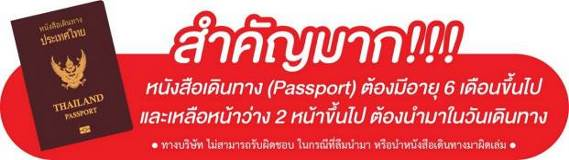 หนังสือเดินทาง
ประเทศไทย
THAILAND
PASSPORT
สำคัญมาก!!!
หนังสือเดินทาง (Passport) ต้องมีอายุ 6 เดือนขึ้นไป
และเหลือหน้าว่าง 2 หน้าขึ้นไป ต้องนำมาในวันเดินทาง
• ทางบริษัท ไม่สามารถรับผิดชอบ ในกรณีที่ลืมนำมา หรือนำหนังสือเดินทางมาผิดเล่ม •